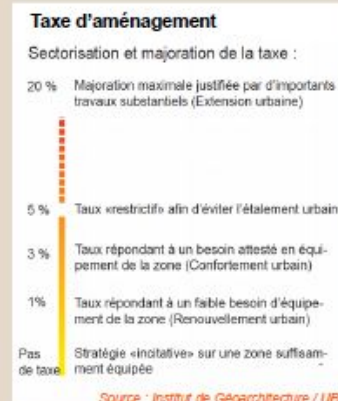 Taxe d'aménagement
Sectorisation et majoration de la taxe :
20 % Majoration maximale justifiée par d'importants
travaux substantiels (Extension urbaine)
5 % Taux «restrictif» afin d'éviter l'étalement urbain
3 % Taux répondant à un besoin attesté en équi-
pement de la zone (Confortement urbain)
1% Taux répondant à un faible besoin d'équipe-
ment de la zone (Renouvellement urbain)
Pas Stratégie «incitative» sur une zone suffisam-
de taxe ment équipée
Source : Institut de Géoarchitecture / UB